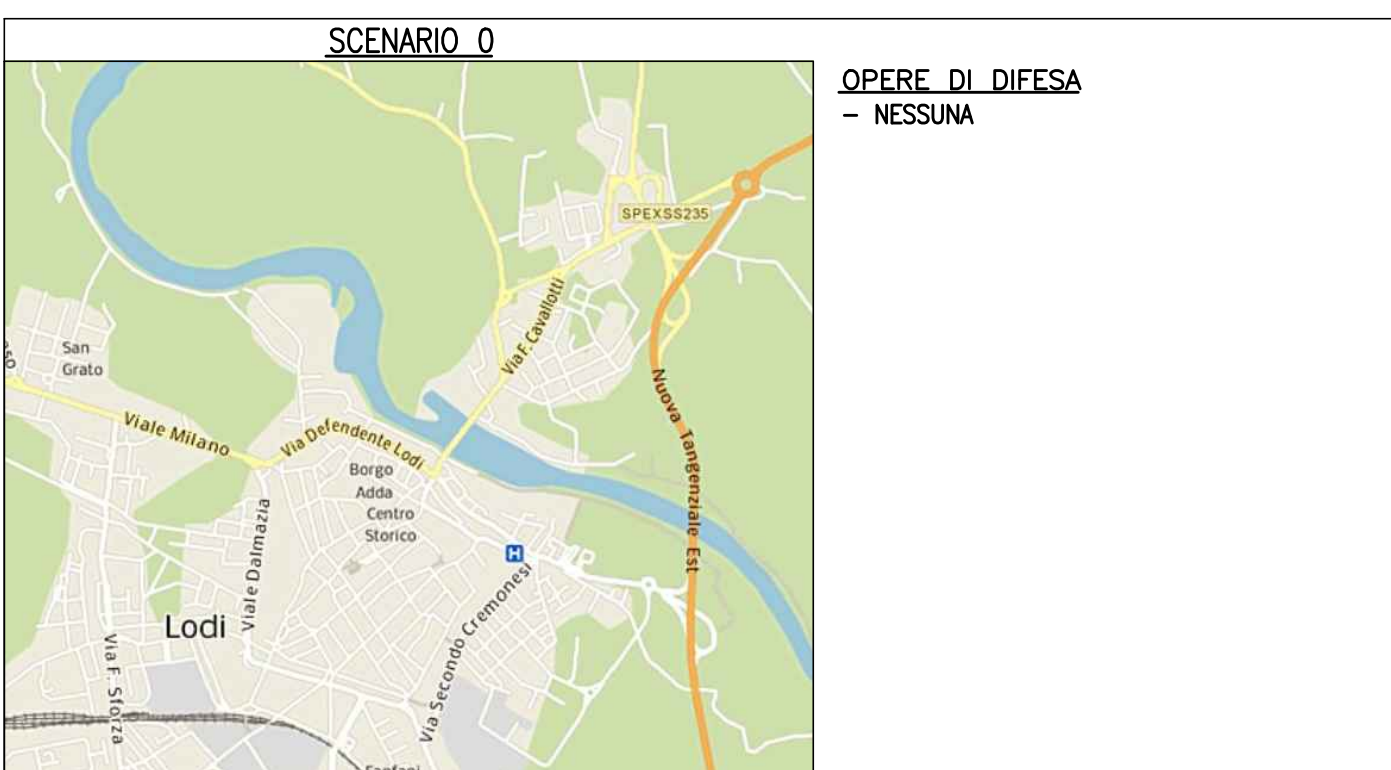 SCENARIO 0
OPERE DI DIFESA
- NESSUNA
SPEXSS235
Via F. Cavallotti
San
Grato
Nuova Tangenziale Est
Viale Milano
Via Defendente Lodi
Borgo
Adda
Centro
Storico
H
Viale Dalmazia
Via Secondo Cremonesi
Lodi
Via F. Sforza
Fanfani